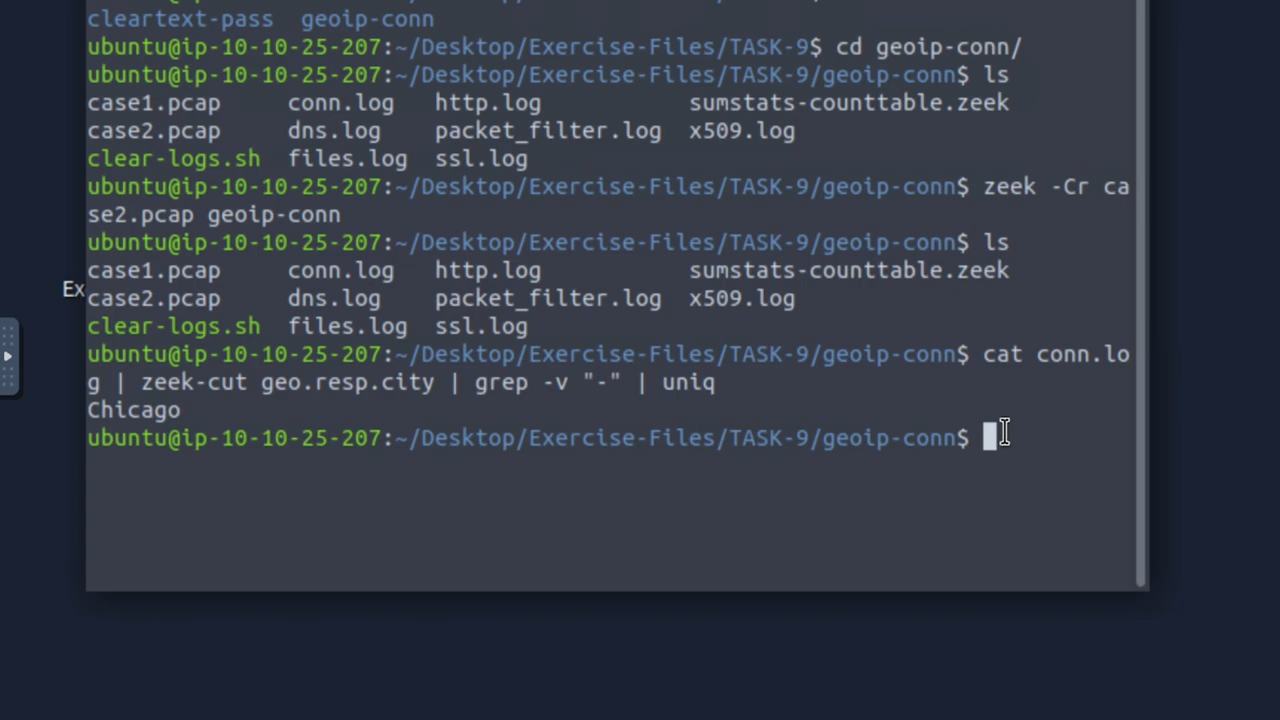 cleartext-pass  geoip-conn
ubuntu@ip-10-10-25-207:~/Desktop/Exercise-Files/TASK-9$ cd geoip-conn/
ubuntu@ip-10-10-25-207:~/Desktop/Exercise-Files/TASK-9/geoip-conn$ ls
case1.pcap     conn.log   http.log           sumstats-counttable.zeek
case2.pcap     dns.log    packet_filter.log  x509.log
clear-logs.sh  files.log  ssl.log
ubuntu@ip-10-10-25-207:~/Desktop/Exercise-Files/TASK-9/geoip-conn$ zeek -Cr ca
se2.pcap geoip-conn
ubuntu@ip-10-10-25-207:~/Desktop/Exercise-Files/TASK-9/geoip-conn$ ls
case1.pcap     conn.log   http.log           sumstats-counttable.zeek
Ex
case2.pcap     dns.log    packet_filter.log  x509.log
clear-logs.sh  files.log  ssl.log
ubuntu@ip-10-10-25-207:~/Desktop/Exercise-Files/TASK-9/geoip-conn$ cat conn.lo
g | zeek-cut geo.resp.city | grep -v "-" | uniq
Chicago
ubuntu@ip-10-10-25-207:~/Desktop/Exercise-Files/TASK-9/geoip-conn$